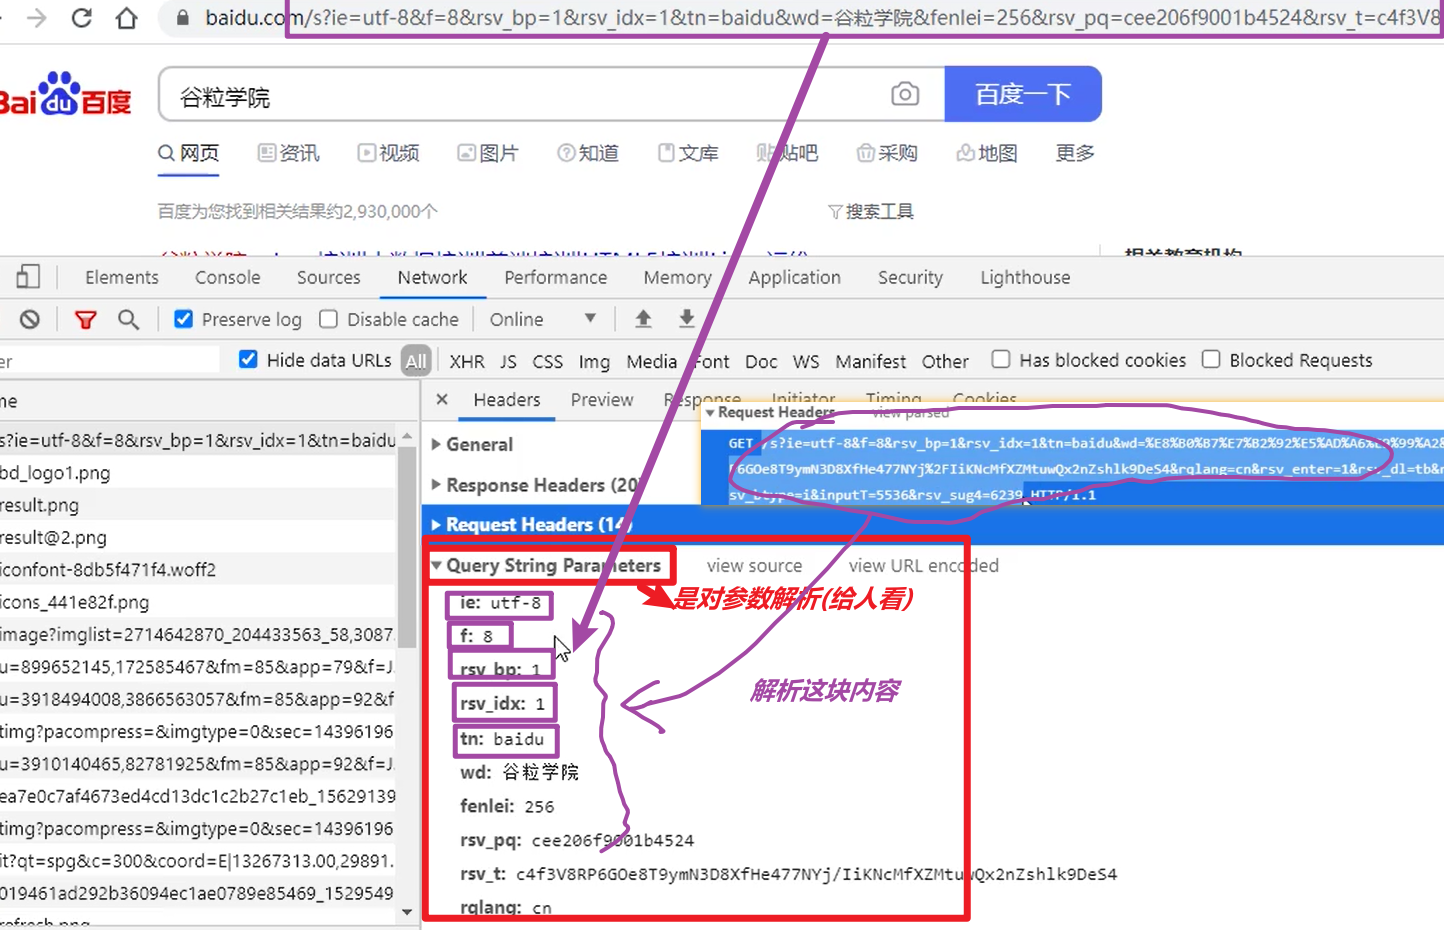 baidu.com/s?ie=utf-8&f=8&rsv_bp=1&rsv_idx=1&tn=baidu&wd=谷粒学院&fenlei=256&rsv_pq=cee206f9001b4524&rsv_t=c4f3V8
Bai du 百度
谷粒学院
百度一下
网页 资讯 视频 图片 知道 文库 贴吧 采购 地图 更多
百度为您找到相关结果约2,930,000个
搜索工具
相关教育机构
Elements Console Sources Network Performance Memory Application Security Lighthouse
Preserve log Disable cache Online
er Hide data URLs All XHR JS CSS Img Media Font Doc WS Manifest Other Has blocked cookies Blocked Requests
me
Headers Preview Response Initiator Timing Cookies
Request Headers view parsed
GET /s?ie=utf-8&f=8&rsv_bp=1&rsv_idx=1&tn=baidu&wd=%E8%B0%B7%E7%B2%92%E5%AD%A6%E9%99%A2&
P6GOe8T9ymN3D8XfHe477NYj%2FIiKNcMfXZMtuwQx2nZshlk9DeS4&rqlang=cn&rsv_enter=1&rsv_dl=tb&r
sv_btype=i&inputT=5536&rsv_sug4=6239 HTTP/1.1
s?ie=utf-8&f=8&rsv_bp=1&rsv_idx=1&tn=baidu
bd_logo1.png
result.png
result@2.png
iconfont-8db5f471f4.woff2
icons_441e82f.png
image?imglist=2714642870_204433563_58,3087.
u=899652145,172585467&fm=85&app=79&f=J.
u=3918494008,3866563057&fm=85&app=92&f
timg?pacompress=&imgtype=0&sec=14396196
u=3910140465,82781925&fm=85&app=92&f=J.
ea7e0c7af4673ed4cd13dc1c2b27c1eb_15629139
timg?pacompress=&imgtype=0&sec=14396196
it?qt=spg&c=300&coord=E|13267313.00,29891.
019461ad292b36094ec1ae0789e85469_1529549
refresh.png
General
Response Headers (20)
Request Headers (14)
Query String Parameters view source view URL encoded
是对参数解析(给人看)
ie: utf-8
f: 8
rsv_bp: 1
rsv_idx: 1
解析这块内容
tn: baidu
wd: 谷粒学院
fenlei: 256
rsv_pq: cee206f9001b4524
rsv_t: c4f3V8RP6GOe8T9ymN3D8XfHe477NYj/IiKNcMfXZMtuwQx2nZshlk9DeS4
rqlang: cn